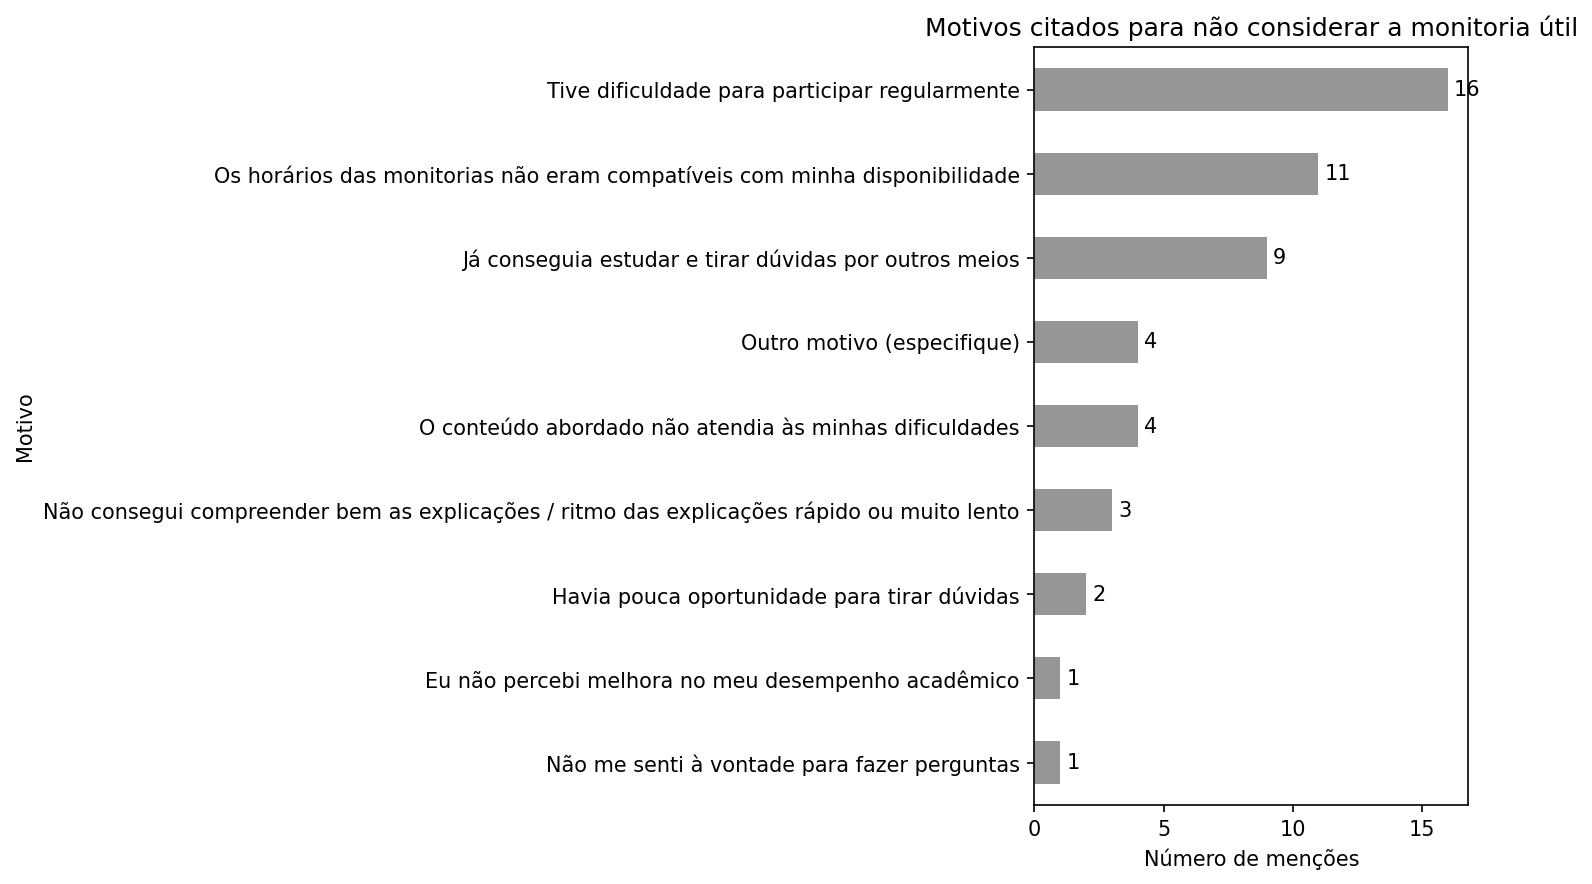 Motivos citados para não considerar a monitoria útil
Tive dificuldade para participar regularmente
16
Os horários das monitorias não eram compatíveis com minha disponibilidade
11
Já conseguia estudar e tirar dúvidas por outros meios
9
Outro motivo (especifique)
4
O conteúdo abordado não atendia às minhas dificuldades
4
Não consegui compreender bem as explicações / ritmo das explicações rápido ou muito lento
3
Havia pouca oportunidade para tirar dúvidas
2
Eu não percebi melhora no meu desempenho acadêmico
1
Não me senti à vontade para fazer perguntas
1
Motivo
0 5 10 15
Número de menções